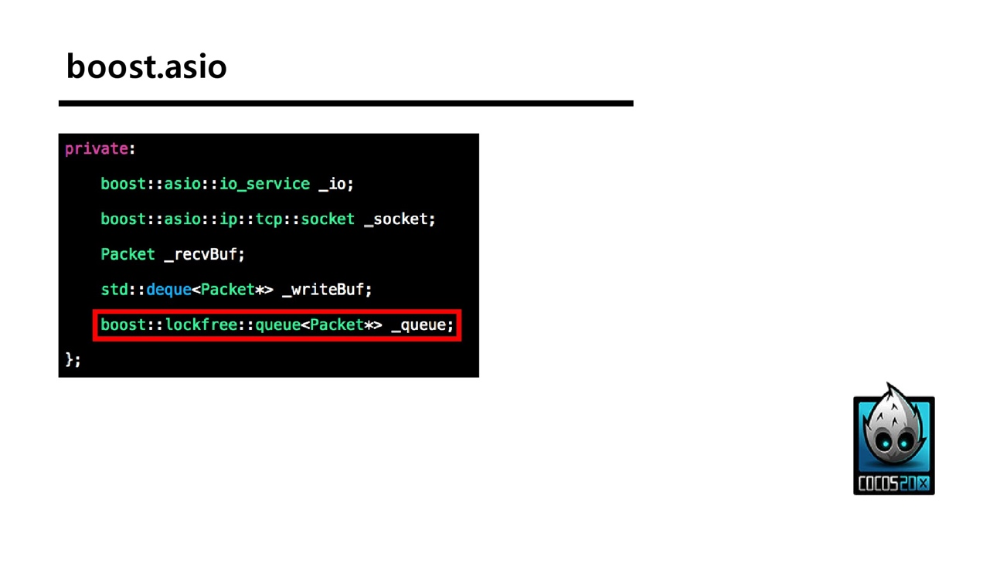 boost.asio
private:
boost::asio::io_service _io;
boost::asio::ip::tcp::socket _socket;
Packet _recvBuf;
std::deque<Packet*> _writeBuf;
boost::lockfree::queue<Packet*> _queue;
};
COCOS2DX